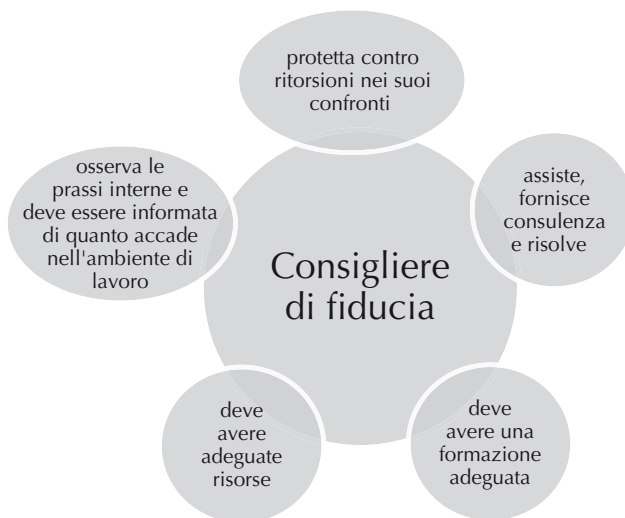 protetta contro
ritorsioni nei suoi
confronti
osserva le
prassi interne e
deve essere informata
di quanto accade
nell'ambiente di
lavoro
assiste,
fornisce
consulenza
e risolve
Consigliere
di fiducia
deve
avere
adeguate
risorse
deve
avere una
formazione
adeguata